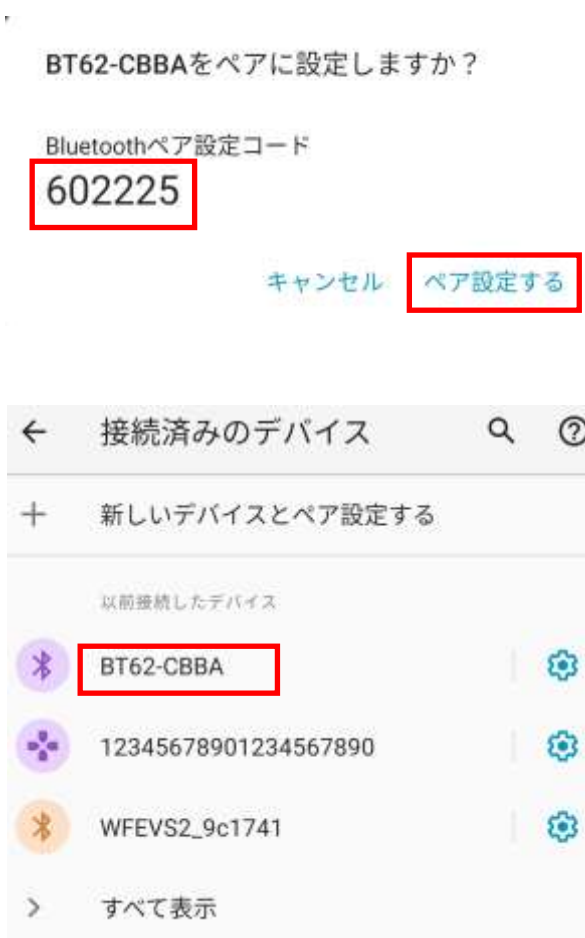 BT62-CBBAをペアに設定しますか？
Bluetoothペア設定コード
602225
キャンセル ペア設定する
接続済みのデバイス
新しいデバイスとペア設定する
以前接続したデバイス
BT62-CBBA
12345678901234567890
WFEVS2_9c1741
すべて表示